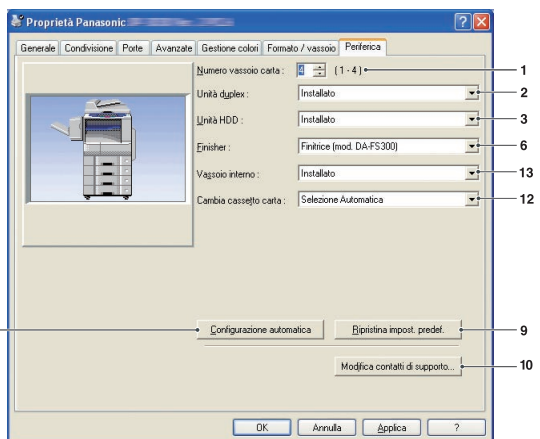 Proprietà Panasonic
Generale Condivisione Porte Avanzate Gestione colori Formato / vassoio Periferica
Numero vassoio carta : 4 (1 - 4) 1
Unità duplex : Installato 2
Unità HDD : Installato 3
Finisher : Finitrice (mod. DA-FS300) 6
Vassoio interno : Installato 13
Cambia cassetto carta : Selezione Automatica 12
Configurazione automatica Ripristina impost. predef. 9
Modifica contatti di supporto... 10
OK Annulla Applica ?